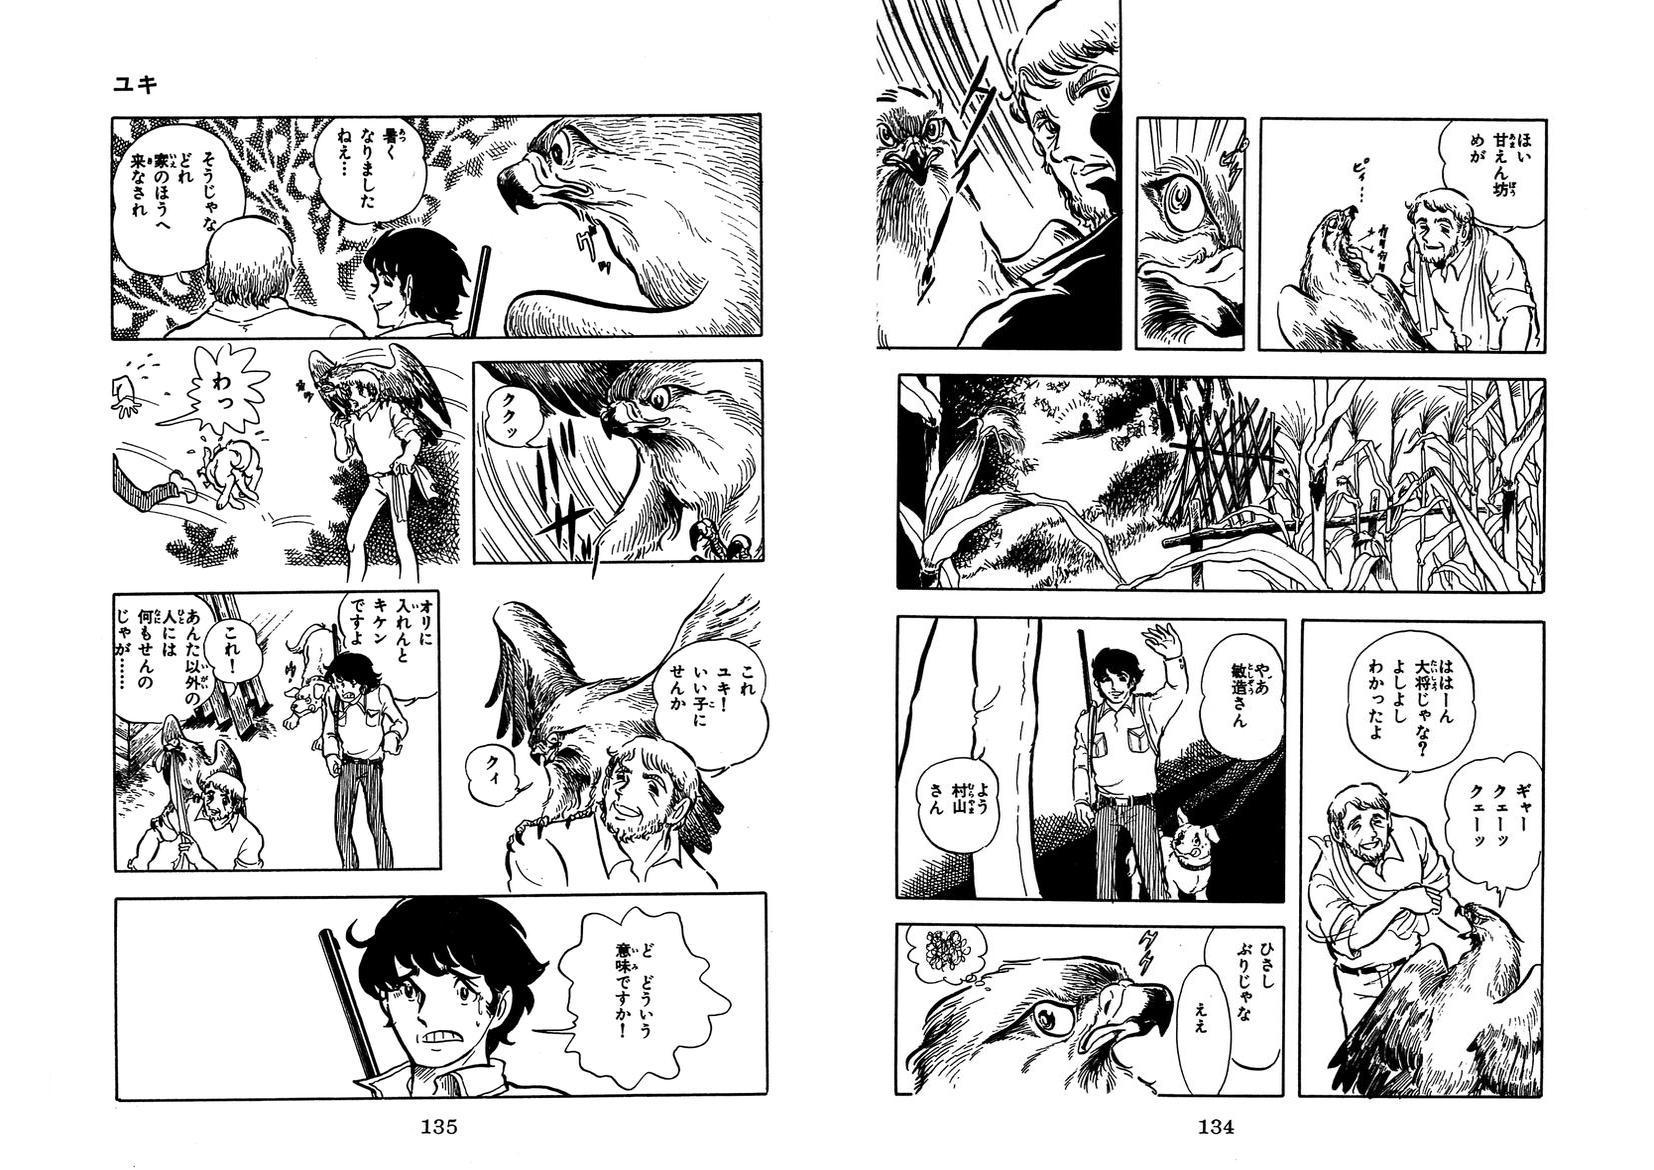 ほい
甘えん坊
めが
ピィ…
ははーん
大将じゃな?
よしよし
わかったよ
ギャー
クェーッ
クェーッ
やあ
敏造さん
よう
村山
さん
ひさし
ぶりじゃな
ええ
ククク
134
ユキ
暑く
なりました
ねえ…
そうじゃな
どれ
家のほうへ
来なされ
グッ
ククッ
わっ
これ
ユキ!
いい子に
せんか
クィ
オリに
入れんと
キケン
ですよ
これ!
あんた以外の
人には
何もせんの
じゃが……
ど どういう
意味ですか!
135